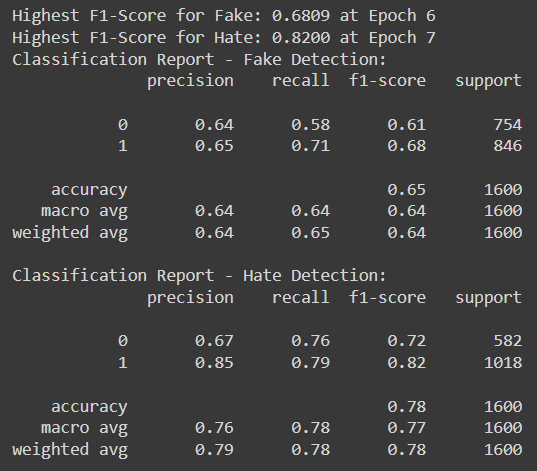 Highest F1-Score for Fake: 0.6809 at Epoch 6
Highest F1-Score for Hate: 0.8200 at Epoch 7
Classification Report - Fake Detection:
precision recall f1-score support
0 0.64 0.58 0.61 754
1 0.65 0.71 0.68 846
accuracy 0.65 1600
macro avg 0.64 0.64 0.64 1600
weighted avg 0.64 0.65 0.64 1600
Classification Report - Hate Detection:
precision recall f1-score support
0 0.67 0.76 0.72 582
1 0.85 0.79 0.82 1018
accuracy 0.78 1600
macro avg 0.76 0.78 0.77 1600
weighted avg 0.79 0.78 0.78 1600